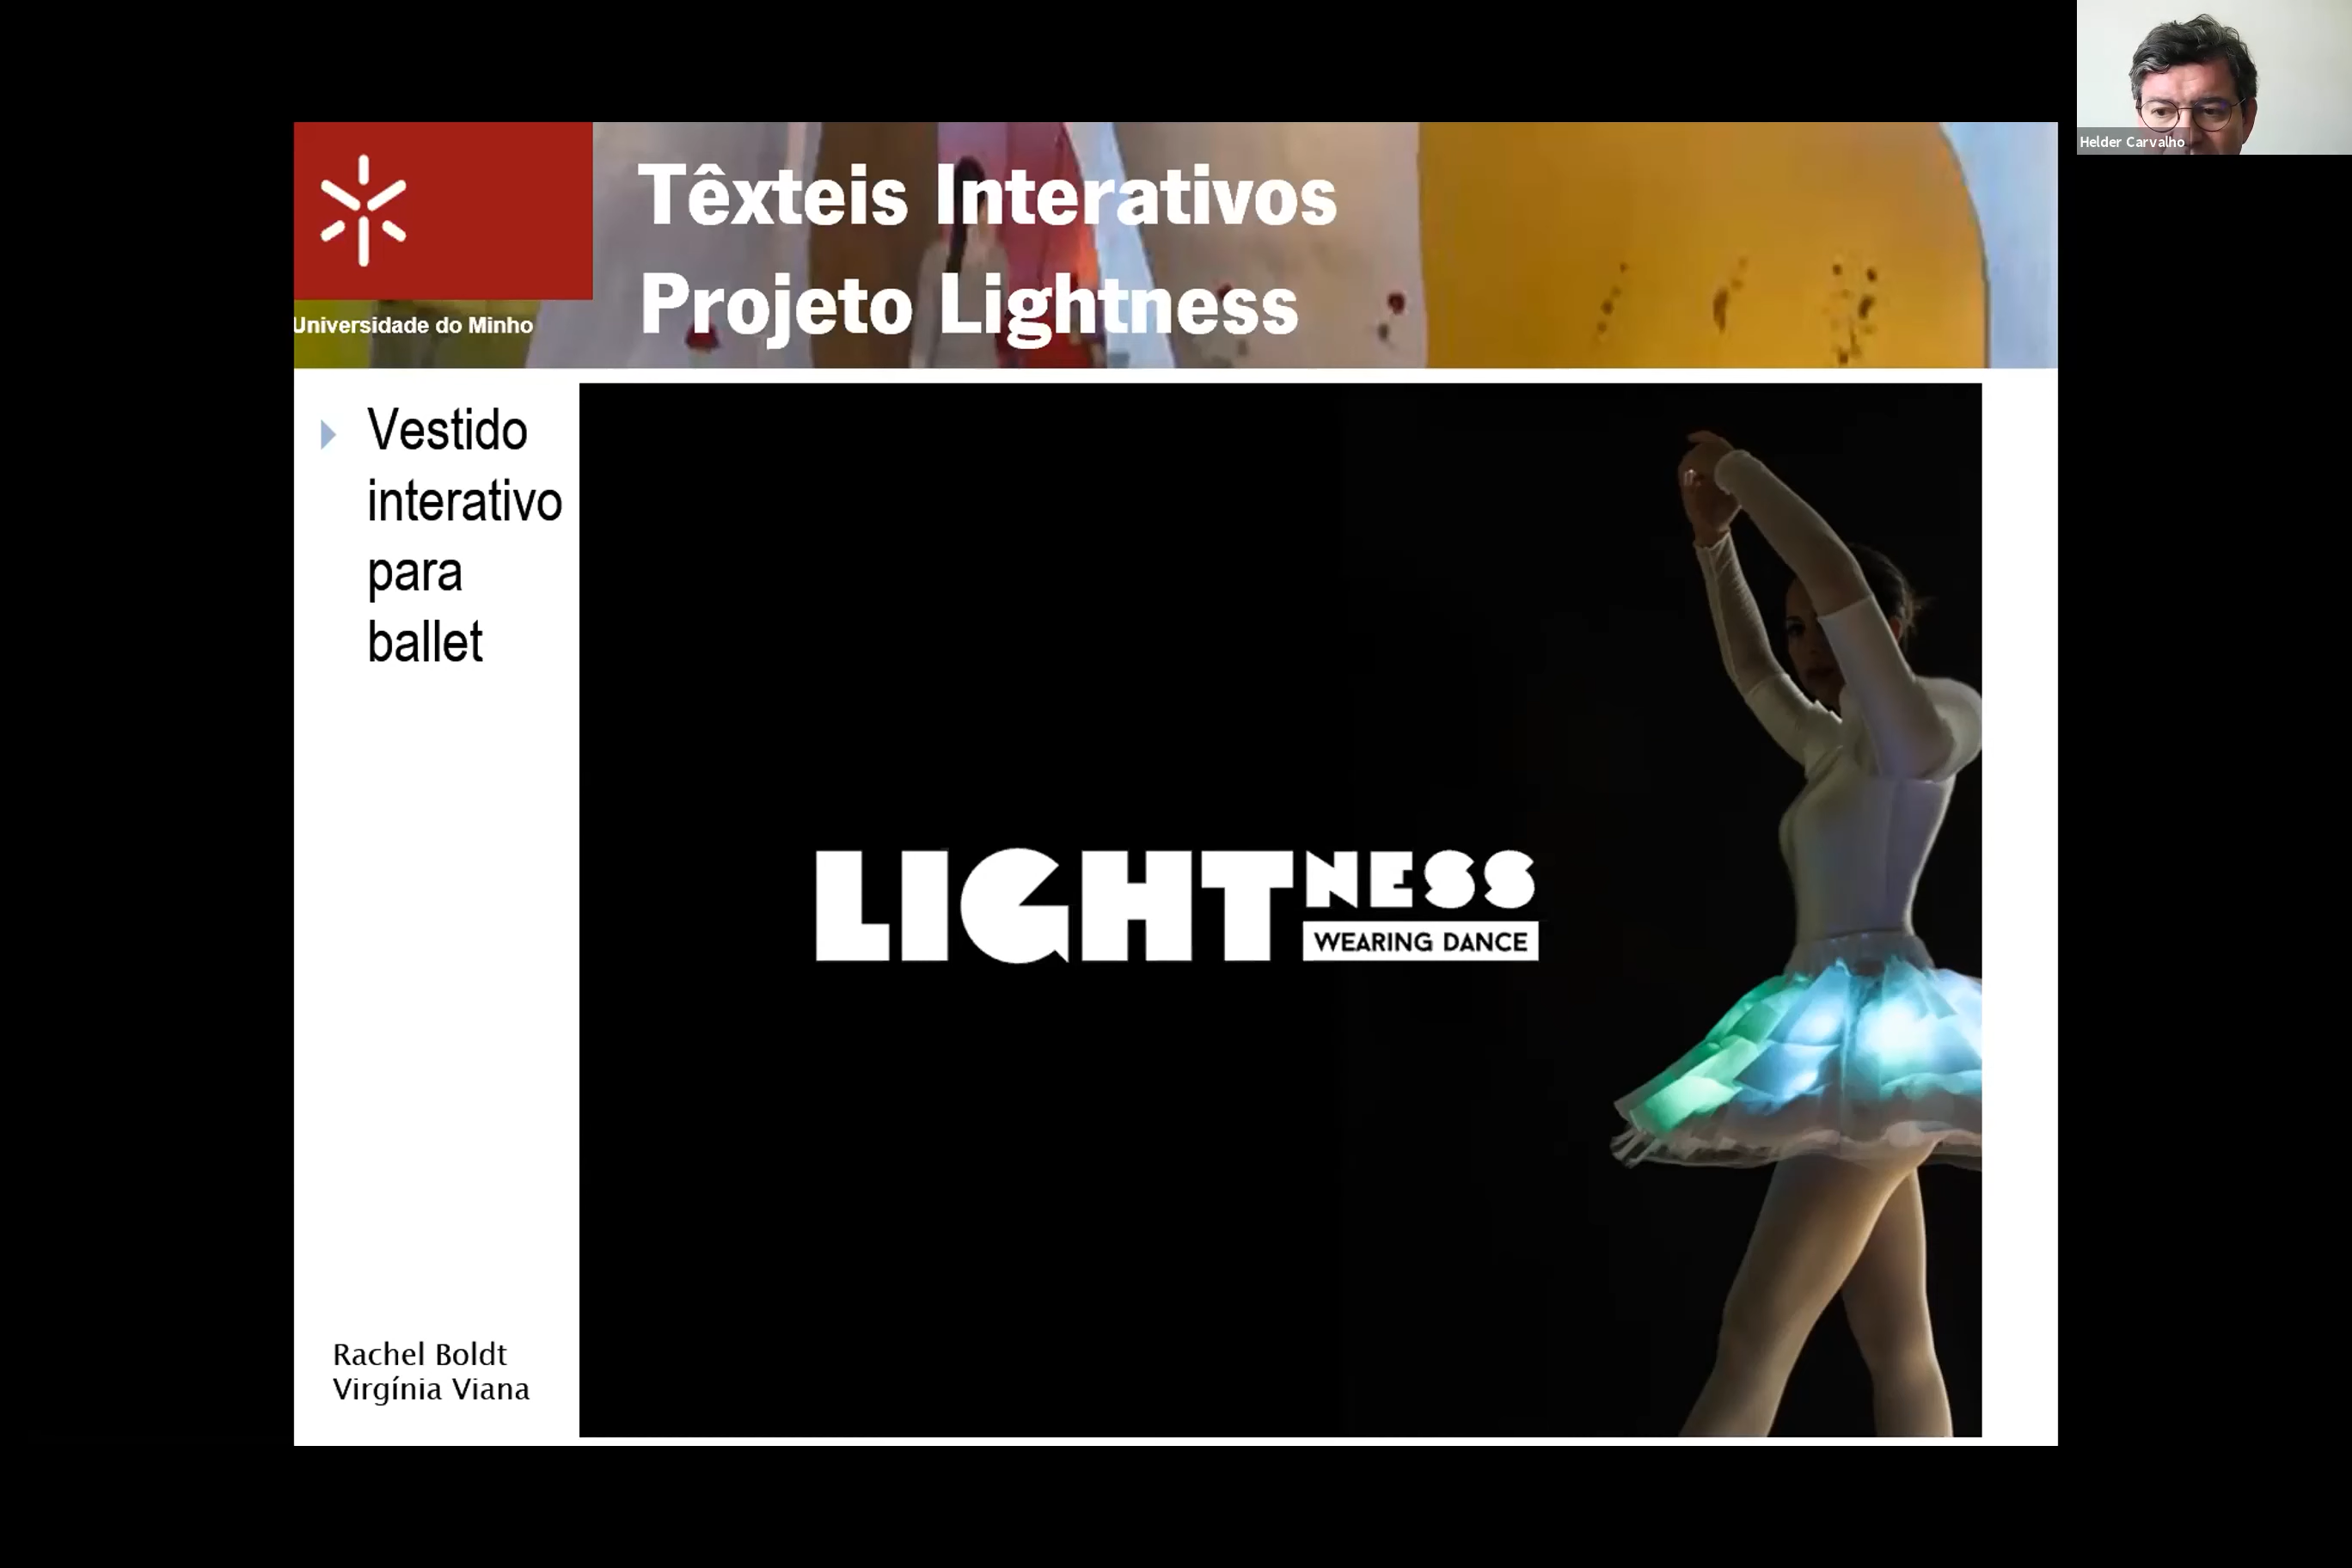 Helder Carvalho
Têxteis Interativos
Projeto Lightness
Universidade do Minho
Vestido
interativo
para
ballet
LIGHTNESS
WEARING DANCE
Rachel Boldt
Virgínia Viana